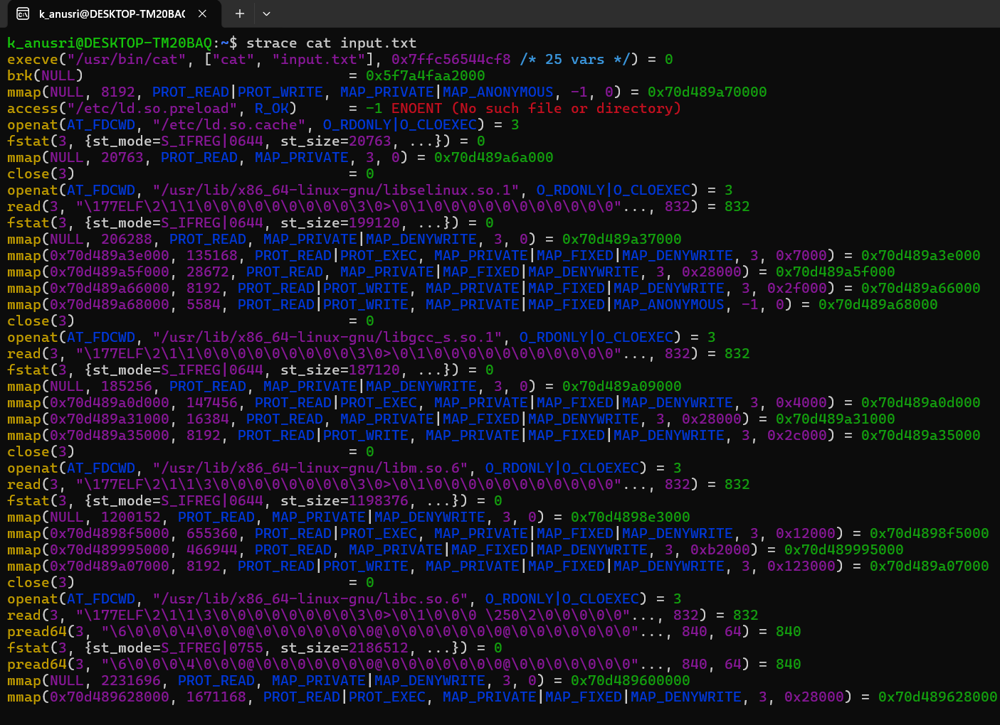 k_anusri@DESKTOP-TM20BAQ
k_anusri@DESKTOP-TM20BAQ:~$ strace cat input.txt
execve("/usr/bin/cat", ["cat", "input.txt"], 0x7ffc56544cf8 /* 25 vars */) = 0
brk(NULL)                               = 0x5f7a4faa2000
mmap(NULL, 8192, PROT_READ|PROT_WRITE, MAP_PRIVATE|MAP_ANONYMOUS, -1, 0) = 0x70d489a70000
access("/etc/ld.so.preload", R_OK)      = -1 ENOENT (No such file or directory)
openat(AT_FDCWD, "/etc/ld.so.cache", O_RDONLY|O_CLOEXEC) = 3
fstat(3, {st_mode=S_IFREG|0644, st_size=20763, ...}) = 0
mmap(NULL, 20763, PROT_READ, MAP_PRIVATE, 3, 0) = 0x70d489a6a000
close(3)                                = 0
openat(AT_FDCWD, "/usr/lib/x86_64-linux-gnu/libselinux.so.1", O_RDONLY|O_CLOEXEC) = 3
read(3, "\177ELF\2\1\1\0\0\0\0\0\0\0\0\0\3\0>\0\1\0\0\0\0\0\0\0\0\0\0\0"..., 832) = 832
fstat(3, {st_mode=S_IFREG|0644, st_size=199120, ...}) = 0
mmap(NULL, 206288, PROT_READ, MAP_PRIVATE|MAP_DENYWRITE, 3, 0) = 0x70d489a37000
mmap(0x70d489a3e000, 135168, PROT_READ|PROT_EXEC, MAP_PRIVATE|MAP_FIXED|MAP_DENYWRITE, 3, 0x7000) = 0x70d489a3e000
mmap(0x70d489a5f000, 28672, PROT_READ, MAP_PRIVATE|MAP_FIXED|MAP_DENYWRITE, 3, 0x28000) = 0x70d489a5f000
mmap(0x70d489a66000, 8192, PROT_READ|PROT_WRITE, MAP_PRIVATE|MAP_FIXED|MAP_DENYWRITE, 3, 0x2f000) = 0x70d489a66000
mmap(0x70d489a68000, 5584, PROT_READ|PROT_WRITE, MAP_PRIVATE|MAP_FIXED|MAP_ANONYMOUS, -1, 0) = 0x70d489a68000
close(3)                                = 0
openat(AT_FDCWD, "/usr/lib/x86_64-linux-gnu/libgcc_s.so.1", O_RDONLY|O_CLOEXEC) = 3
read(3, "\177ELF\2\1\1\0\0\0\0\0\0\0\0\0\3\0>\0\1\0\0\0\0\0\0\0\0\0\0\0"..., 832) = 832
fstat(3, {st_mode=S_IFREG|0644, st_size=187120, ...}) = 0
mmap(NULL, 185256, PROT_READ, MAP_PRIVATE|MAP_DENYWRITE, 3, 0) = 0x70d489a09000
mmap(0x70d489a0d000, 147456, PROT_READ|PROT_EXEC, MAP_PRIVATE|MAP_FIXED|MAP_DENYWRITE, 3, 0x4000) = 0x70d489a0d000
mmap(0x70d489a31000, 16384, PROT_READ, MAP_PRIVATE|MAP_FIXED|MAP_DENYWRITE, 3, 0x28000) = 0x70d489a31000
mmap(0x70d489a35000, 8192, PROT_READ|PROT_WRITE, MAP_PRIVATE|MAP_FIXED|MAP_DENYWRITE, 3, 0x2c000) = 0x70d489a35000
close(3)                                = 0
openat(AT_FDCWD, "/usr/lib/x86_64-linux-gnu/libm.so.6", O_RDONLY|O_CLOEXEC) = 3
read(3, "\177ELF\2\1\1\3\0\0\0\0\0\0\0\0\3\0>\0\1\0\0\0\0\0\0\0\0\0\0\0"..., 832) = 832
fstat(3, {st_mode=S_IFREG|0644, st_size=1198376, ...}) = 0
mmap(NULL, 1200152, PROT_READ, MAP_PRIVATE|MAP_DENYWRITE, 3, 0) = 0x70d4898e3000
mmap(0x70d4898f5000, 655360, PROT_READ|PROT_EXEC, MAP_PRIVATE|MAP_FIXED|MAP_DENYWRITE, 3, 0x12000) = 0x70d4898f5000
mmap(0x70d489995000, 466944, PROT_READ, MAP_PRIVATE|MAP_FIXED|MAP_DENYWRITE, 3, 0xb2000) = 0x70d489995000
mmap(0x70d489a07000, 8192, PROT_READ|PROT_WRITE, MAP_PRIVATE|MAP_FIXED|MAP_DENYWRITE, 3, 0x123000) = 0x70d489a07000
close(3)                                = 0
openat(AT_FDCWD, "/usr/lib/x86_64-linux-gnu/libc.so.6", O_RDONLY|O_CLOEXEC) = 3
read(3, "\177ELF\2\1\1\3\0\0\0\0\0\0\0\0\3\0>\0\1\0\0\0 \250\2\0\0\0\0\0"..., 832) = 832
pread64(3, "\6\0\0\0\4\0\0\0@\0\0\0\0\0\0\0@\0\0\0\0\0\0\0@\0\0\0\0\0\0\0"..., 840, 64) = 840
fstat(3, {st_mode=S_IFREG|0755, st_size=2186512, ...}) = 0
pread64(3, "\6\0\0\0\4\0\0\0@\0\0\0\0\0\0\0@\0\0\0\0\0\0\0@\0\0\0\0\0\0\0"..., 840, 64) = 840
mmap(NULL, 2231696, PROT_READ, MAP_PRIVATE|MAP_DENYWRITE, 3, 0) = 0x70d489600000
mmap(0x70d489628000, 1671168, PROT_READ|PROT_EXEC, MAP_PRIVATE|MAP_FIXED|MAP_DENYWRITE, 3, 0x28000) = 0x70d489628000